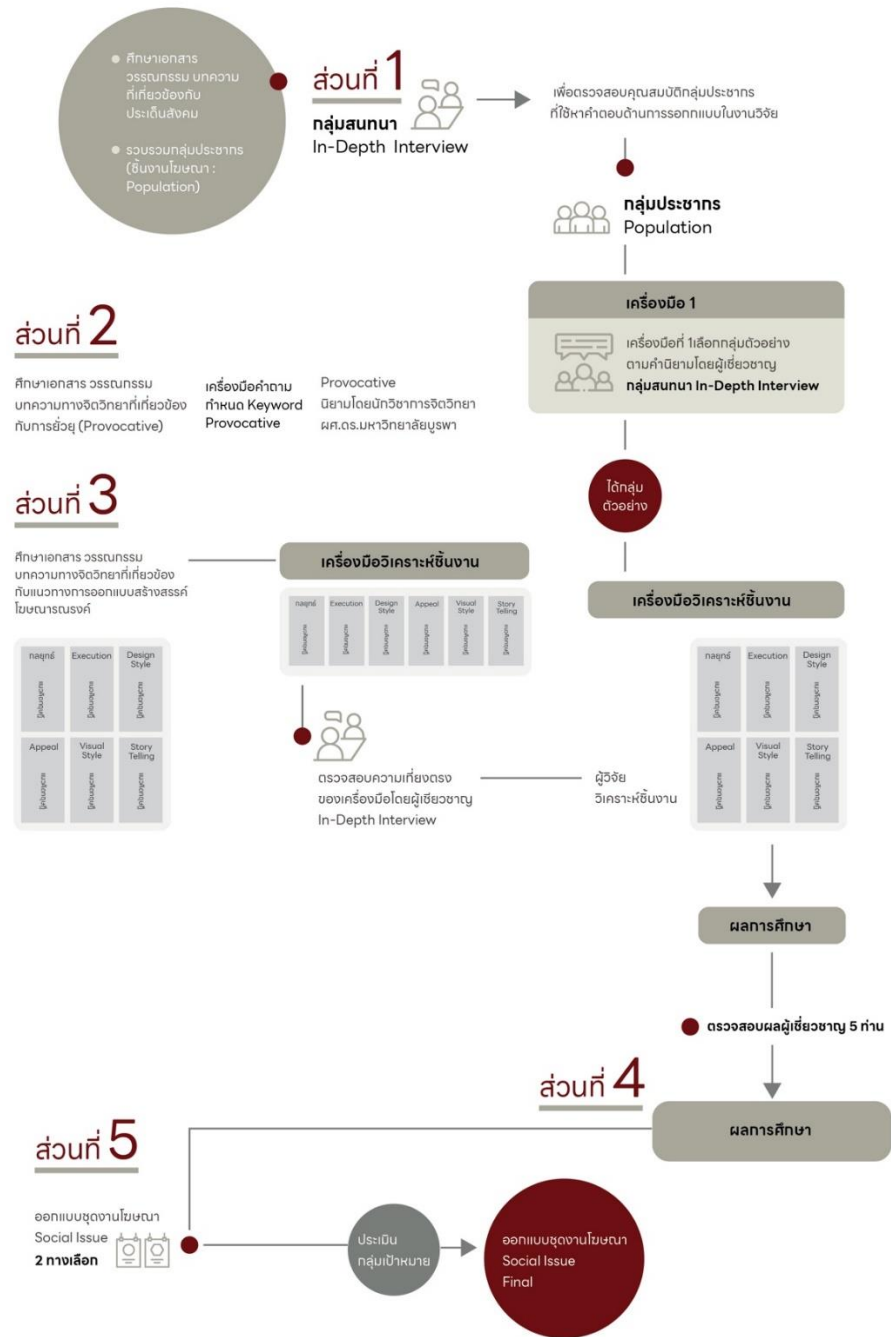 ศึกษาเอกสาร
วรรณกรรม บทความ
ที่เกี่ยวข้องกับ
ประเด็นสังคม
รวบรวมกลุ่มประชากร
(ชิ้นงานโฆษณา :
Population)
ส่วนที่ 1
กลุ่มสนทนา
In-Depth Interview
เพื่อตรวจสอบคุณสมบัติกลุ่มประชากร
ที่ใช้หาคำตอบด้านการรอกกแบบในงานวิจัย
กลุ่มประชากร
Population
เครื่องมือ 1
เครื่องมือที่ 1เลือกกลุ่มตัวอย่าง
ตามคำนิยามโดยผู้เชี่ยวชาญ
กลุ่มสนทนา In-Depth Interview
ได้กลุ่ม
ตัวอย่าง
ส่วนที่ 2
ศึกษาเอกสาร วรรณกรรม
บทความทางจิตวิทยาที่เกี่ยวข้อง
กับการยั่วยุ (Provocative)
เครื่องมือคำถาม
กำหนด Keyword
Provocative
Provocative
นิยามโดยนักวิชาการจิตวิทยา
ผศ.ดร.มหาวิทยาลัยบูรพา
ส่วนที่ 3
ศึกษาเอกสาร วรรณกรรม
บทความทางจิตวิทยาที่เกี่ยวข้อง
กับแนวทางการออกแบบสร้างสรรค์
โฆษณารณรงค์
กลยุทธ์
Execution
Design
Style
Appeal
Visual
Style
Story
Telling
เครื่องมือวิเคราะห์ชิ้นงาน
กลยุทธ์
Execution
Design
Style
Appeal
Visual
Style
Story
Telling
ตรวจสอบความเที่ยงตรง
ของเครื่องมือโดยผู้เชี่ยวชาญ
In-Depth Interview
ผู้วิจัย
วิเคราะห์ชิ้นงาน
เครื่องมือวิเคราะห์ชิ้นงาน
กลยุทธ์
Execution
Design
Style
Appeal
Visual
Style
Story
Telling
ผลการศึกษา
ตรวจสอบผลผู้เชี่ยวชาญ 5 ท่าน
ส่วนที่ 4
ผลการศึกษา
ส่วนที่ 5
ออกแบบชุดงานโฆษณา
Social Issue
2 ทางเลือก
ประเมิน
กลุ่มเป้าหมาย
ออกแบบชุดงานโฆษณา
Social Issue
Final